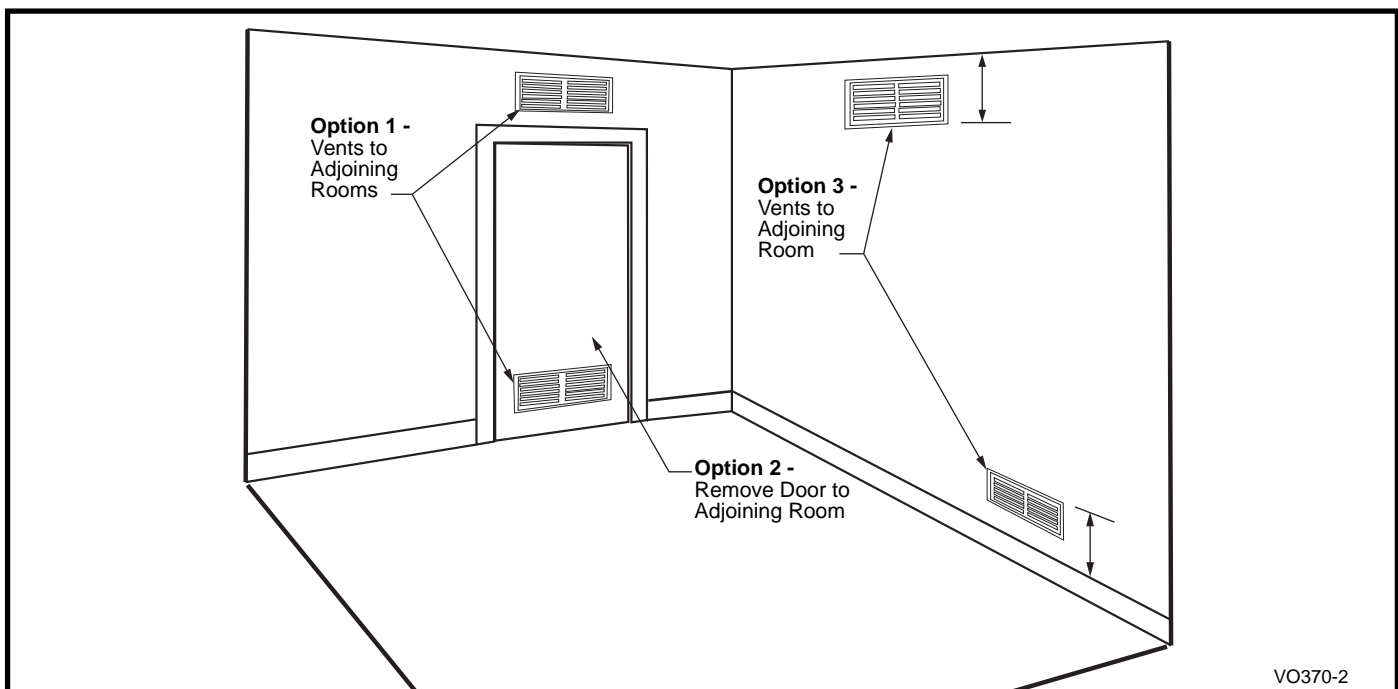 Option 1 -
Vents to
Adjoining
Rooms
Option 3 -
Vents to
Adjoining
Room
Option 2 -
Remove Door to
Adjoining Room
VO370-2